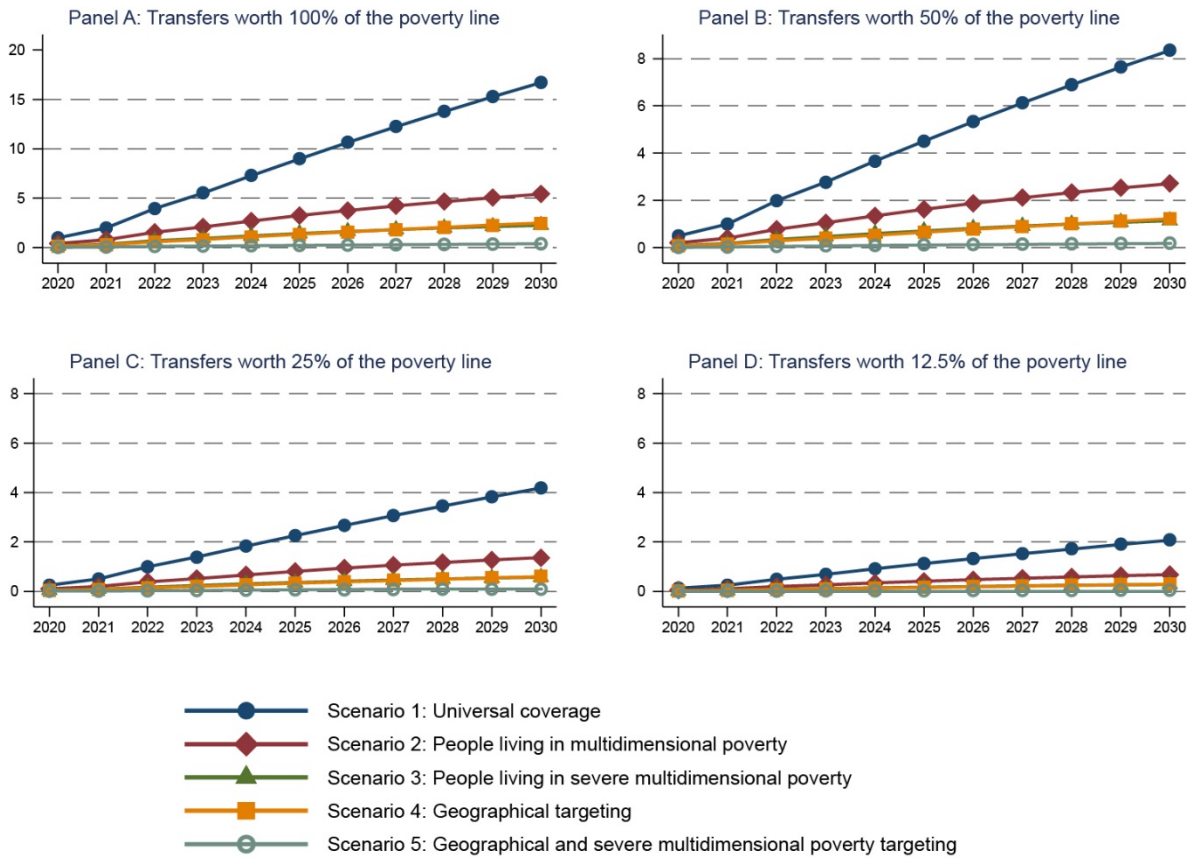 Panel A: Transfers worth 100% of the poverty line
20
15
10
5
0
2020 2021 2022 2023 2024 2025 2026 2027 2028 2029 2030
Panel B: Transfers worth 50% of the poverty line
8
6
4
2
0
2020 2021 2022 2023 2024 2025 2026 2027 2028 2029 2030
Panel C: Transfers worth 25% of the poverty line
8
6
4
2
0
2020 2021 2022 2023 2024 2025 2026 2027 2028 2029 2030
Panel D: Transfers worth 12.5% of the poverty line
8
6
4
2
0
2020 2021 2022 2023 2024 2025 2026 2027 2028 2029 2030
Scenario 1: Universal coverage
Scenario 2: People living in multidimensional poverty
Scenario 3: People living in severe multidimensional poverty
Scenario 4: Geographical targeting
Scenario 5: Geographical and severe multidimensional poverty targeting